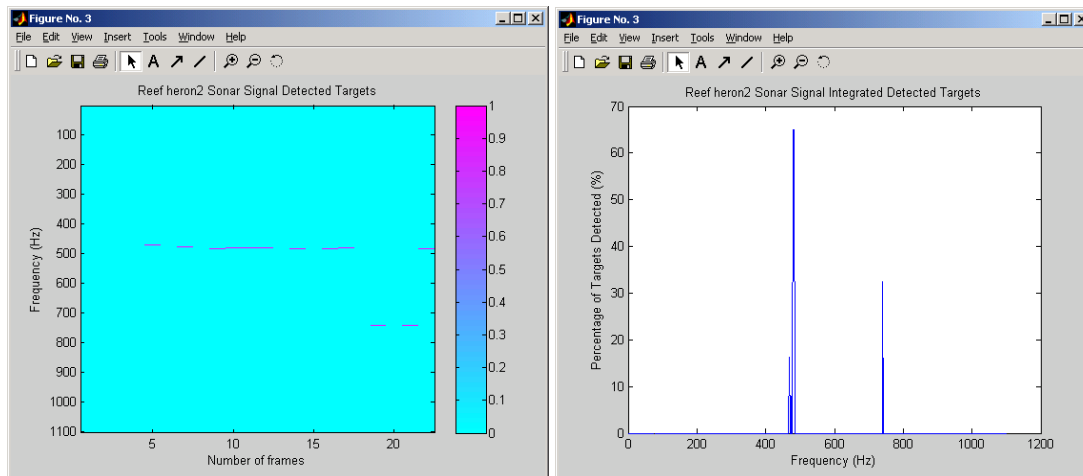 Figure No. 3
File Edit View Insert Tools Window Help
A
Reef heron2 Sonar Signal Detected Targets
100
200
300
400
500
600
700
800
900
1000
1100
Frequency (Hz)
5 10 15 20
Number of frames
1
0.9
0.8
0.7
0.6
0.5
0.4
0.3
0.2
0.1
0
Figure No. 3
File Edit View Insert Tools Window Help
A
Reef heron2 Sonar Signal Integrated Detected Targets
70
60
50
40
30
20
10
0
Percentage of Targets Detected (%)
0 200 400 600 800 1000 1200
Frequency (Hz)